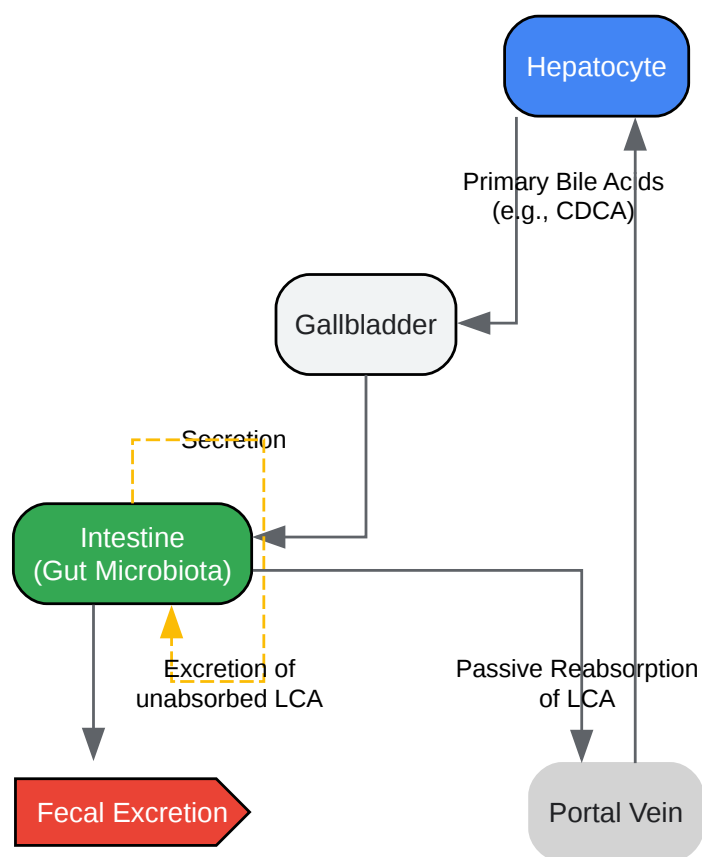 Hepatocyte
Primary Bile Acids
(e.g., CDCA)
Gallbladder
Secretion
Intestine
(Gut Microbiota)
Excretion of
unabsorbed LCA
Passive Reabsorption
of LCA
Fecal Excretion
Portal Vein